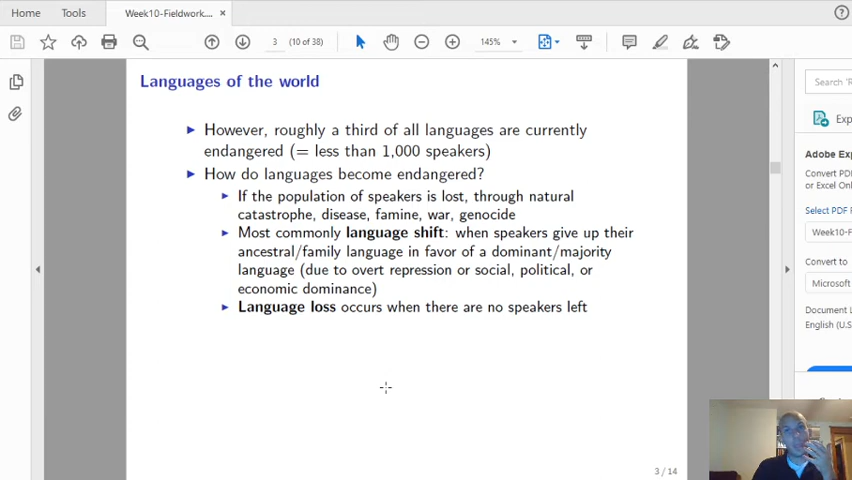 Home
Tools
Week10-Fieldwork....
×
3
(10 of 38)
145%
Languages of the world
However, roughly a third of all languages are currently
endangered (= less than 1,000 speakers)
How do languages become endangered?
If the population of speakers is lost, through natural
catastrophe, disease, famine, war, genocide
Most commonly language shift: when speakers give up their
ancestral/family language in favor of a dominant/majority
language (due to overt repression or social, political, or
economic dominance)
Language loss occurs when there are no speakers left
3 / 14
Search 'R
Exp
Adobe Exp
Convert PDF
or Excel Onl
Select PDF F
Week10-F
Convert to
Microsoft
Document L
English (U.S